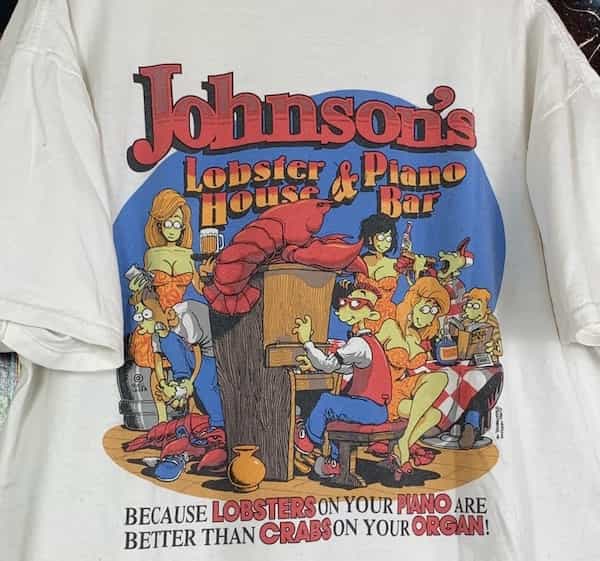 Johnson's
Lobster & Piano
House Bar
BECAUSE LOBSTERS ON YOUR PIANO ARE
BETTER THAN CRABS ON YOUR ORGAN!